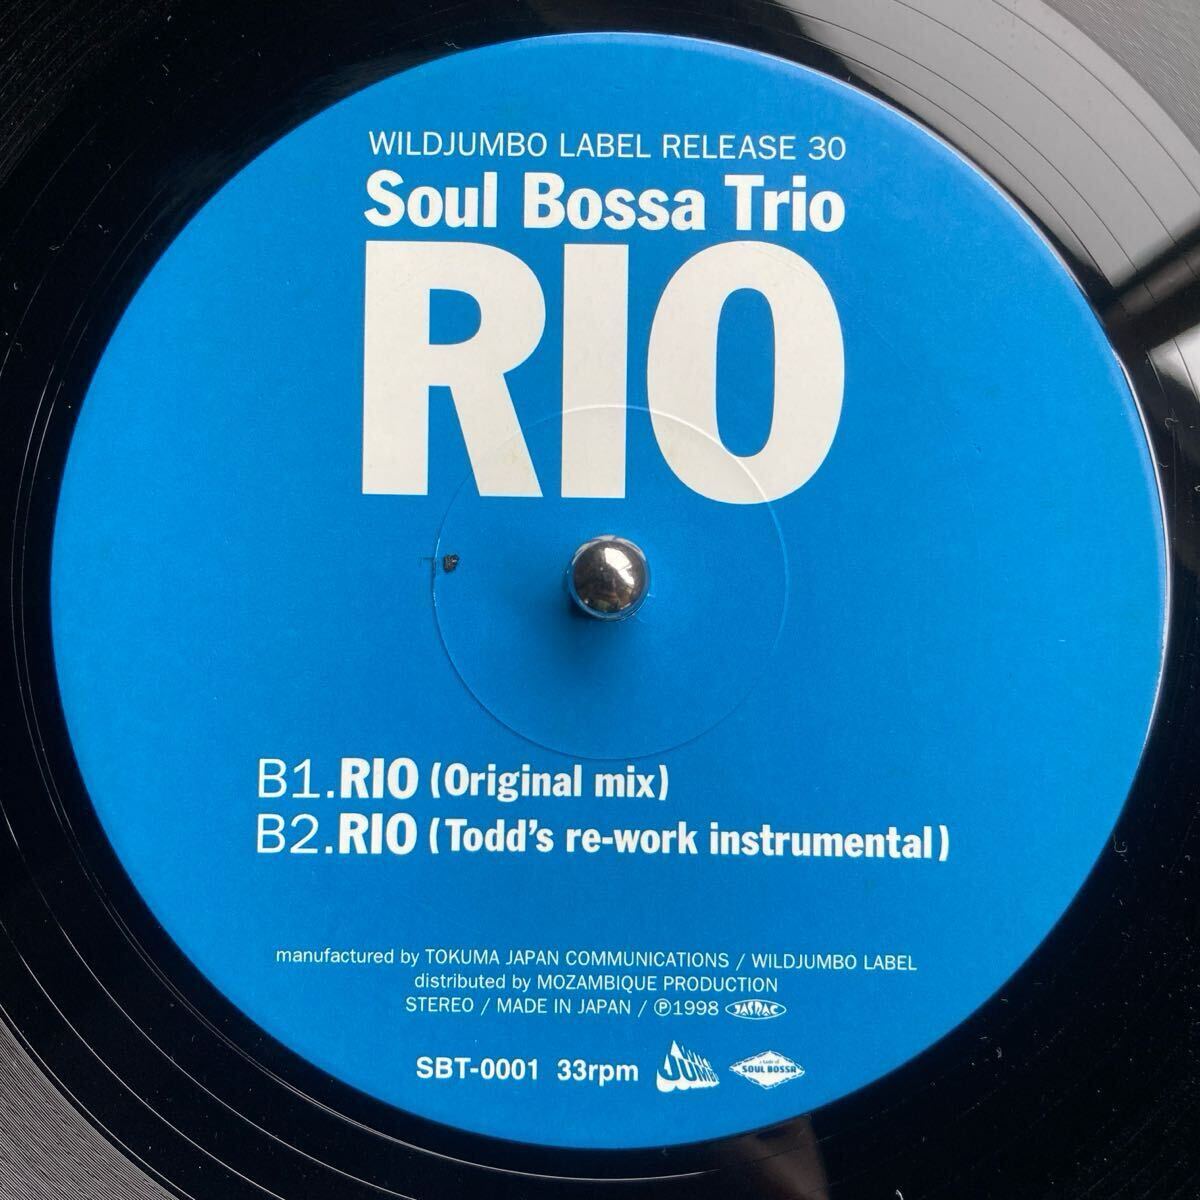 WILDJUMBO LABEL RELEASE 30
Soul Bossa Trio
RIO
B1.RIO (Original mix)
B2.RIO (Todd's re-work instrumental)
manufactured by TOKUMA JAPAN COMMUNICATIONS / WILDJUMBO LABEL
distributed by MOZAMBIQUE PRODUCTION
STEREO / MADE IN JAPAN / ℗1998 JASRAC
SBT-0001 33rpm WILD JUMBO SOUL BOSSA